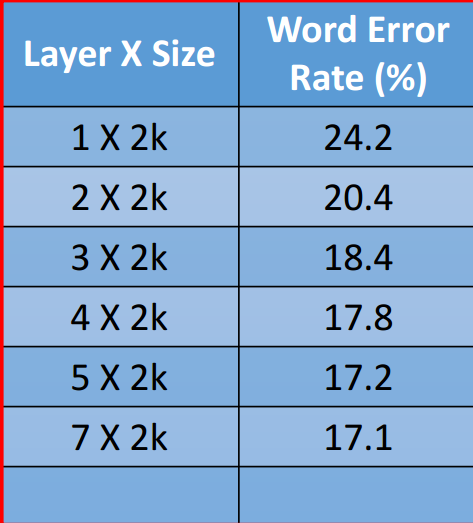 Layer X Size
Word Error
Rate (%)
1 X 2k
24.2
2 X 2k
20.4
3 X 2k
18.4
4 X 2k
17.8
5 X 2k
17.2
7 X 2k
17.1